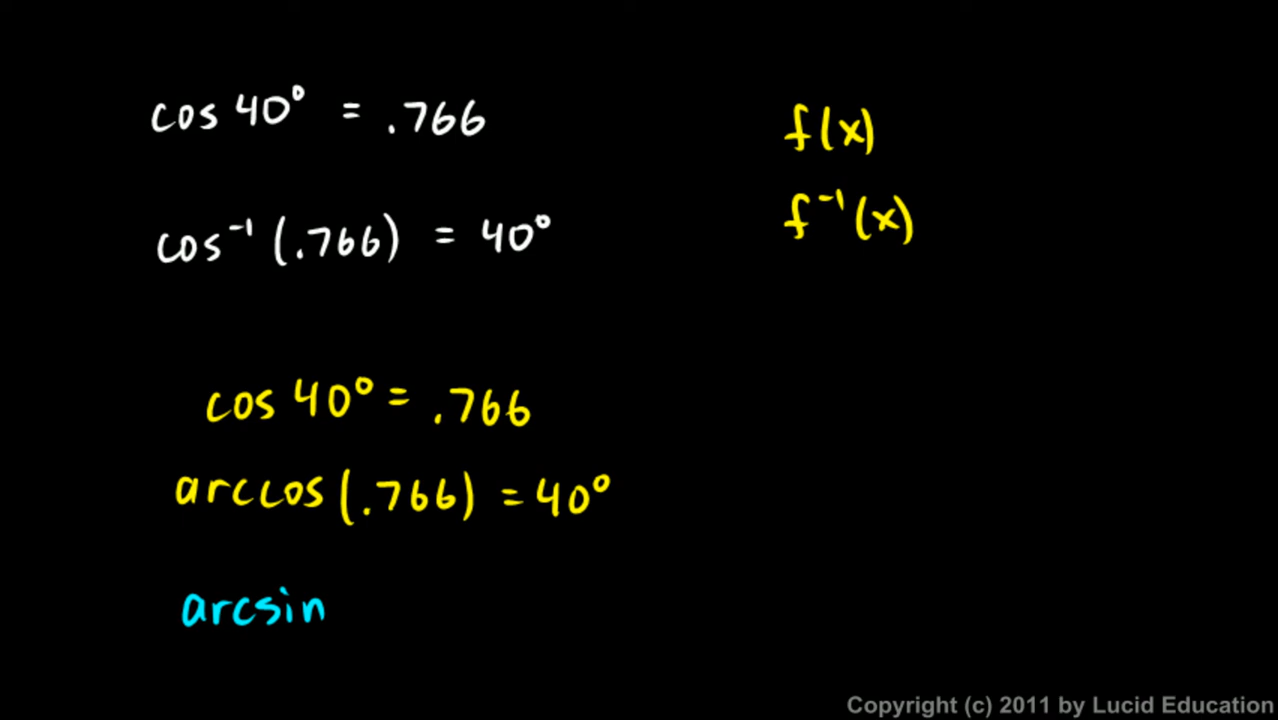 cos 40° = .766
cos⁻¹ (.766) = 40°
f(x)
f⁻¹(x)
cos 40° = .766
arccos (.766) = 40°
arcsin
Copyright (c) 2011 by Lucid Education